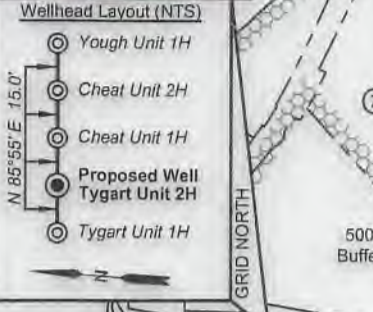 Wellhead Layout (NTS)
Yough Unit 1H
Cheat Unit 2H
Cheat Unit 1H
Proposed Well
Tygart Unit 2H
Tygart Unit 1H
N 85°55' E 15.0'
N
GRID NORTH
500
Buffe